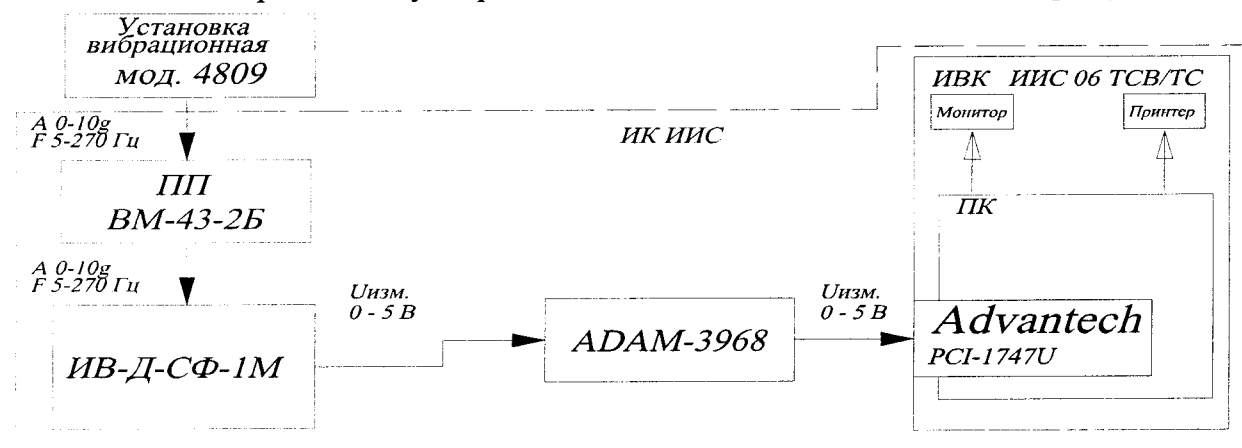 Установка
вибрационная
мод. 4809
А 0-10g
F 5-270 Гц
ПП
ВМ-43-2Б
А 0-10g
F 5-270 Гц
ИВ-Д-СФ-1М
Uизм.
0 - 5 В
ИК ИИС
ADAM-3968
Uизм.
0 - 5 В
ИВК ИИС 06 ТСВ/ТС
Монитор
Принтер
ПК
Advantech
PCI-1747U